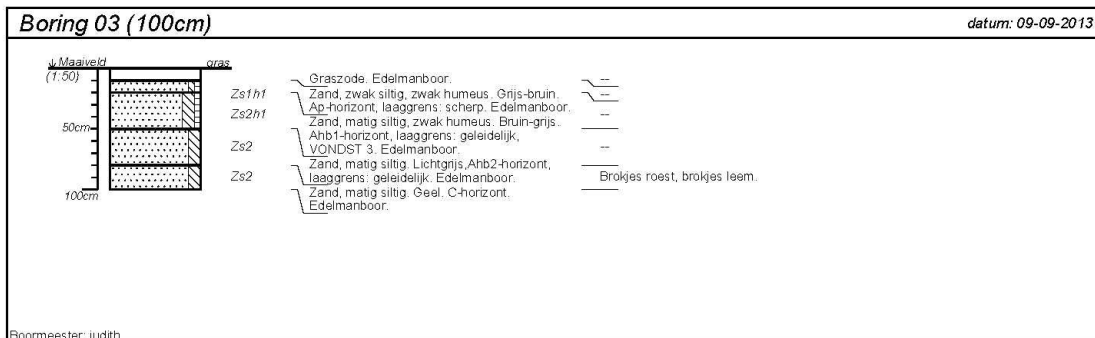 Boring 03 (100cm)
datum: 09-09-2013
↓ Maaiveld
gras
(1:50)
Graszode. Edelmanboor.
--
Zs1h1
Zand, zwak siltig, zwak humeus. Grijs-bruin.
--
Ap-horizont, laaggrens: scherp. Edelmanboor.
Zs2h1
--
Zand, matig siltig, zwak humeus. Bruin-grijs.
50cm
Ahb1-horizont, laaggrens: geleidelijk,
Zs2
VONDST 3. Edelmanboor.
--
Zand, matig siltig. Lichtgrijs,Ahb2-horizont,
Zs2
laaggrens: geleidelijk. Edelmanboor.
Brokjes roest, brokjes leem.
100cm
Zand, matig siltig. Geel. C-horizont.
Edelmanboor.
Boormeester: judith